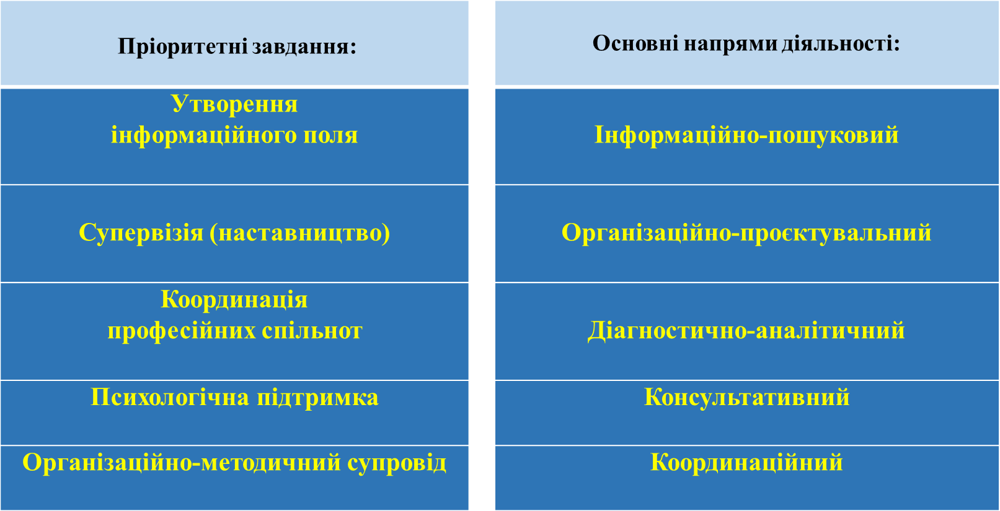 Пріоритетні завдання:
Утворення
інформаційного поля
Супервізія (наставництво)
Координація
професійних спільнот
Психологічна підтримка
Організаційно-методичний супровід
Основні напрями діяльності:
Інформаційно-пошуковий
Організаційно-проєктувальний
Діагностично-аналітичний
Консультативний
Координаційний